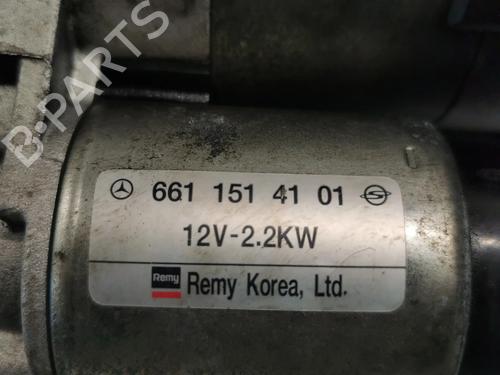 B-PARTS
661 151 41 01
12V-2.2KW
Remy
Remy Korea, Ltd.